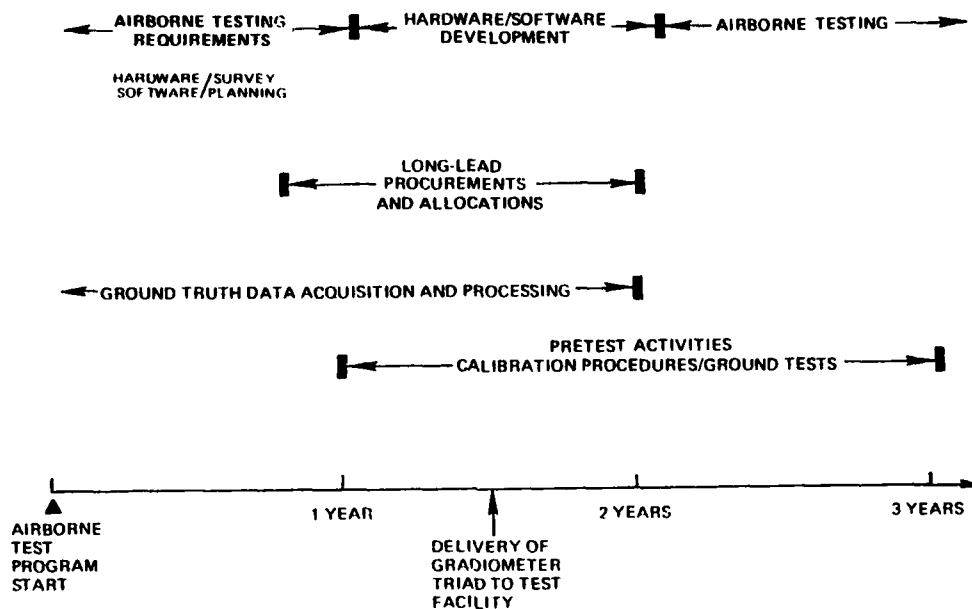 AIRBORNE TESTING
REQUIREMENTS
HARDWARE/SOFTWARE
DEVELOPMENT
AIRBORNE TESTING
HARDWARE/SURVEY
SOFTWARE/PLANNING
LONG-LEAD
PROCUREMENTS
AND ALLOCATIONS
GROUND TRUTH DATA ACQUISITION AND PROCESSING
PRETEST ACTIVITIES
CALIBRATION PROCEDURES/GROUND TESTS
1 YEAR
2 YEARS
3 YEARS
AIRBORNE
TEST
PROGRAM
START
DELIVERY OF
GRADIOMETER
TRIAD TO TEST
FACILITY